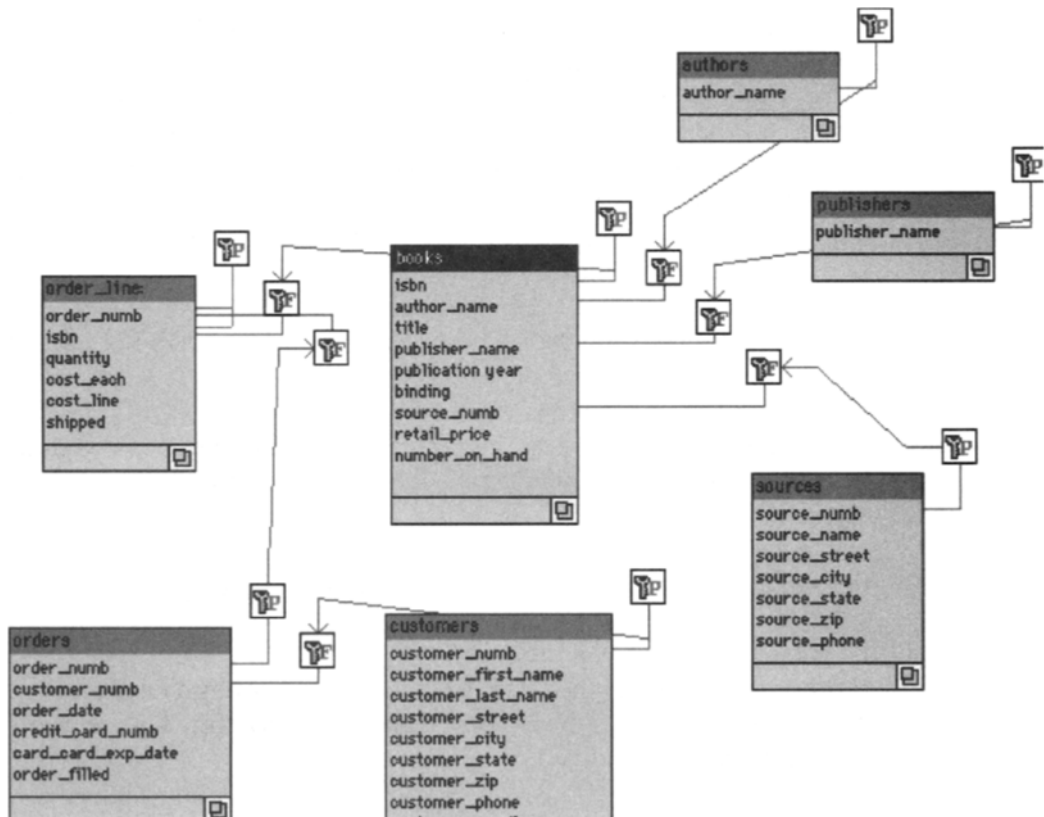 authors
author_name
publishers
publisher_name
books
isbn
author_name
title
publisher_name
publication year
binding
source_numb
retail_price
number_on_hand
order_line:
order_numb
isbn
quantity
cost_each
cost_line
shipped
sources
source_numb
source_name
source_street
source_city
source_state
source_zip
source_phone
orders
order_numb
customer_numb
order_date
credit_card_numb
card_card_exp_date
order_filled
customers
customer_numb
customer_first_name
customer_last_name
customer_street
customer_city
customer_state
customer_zip
customer_phone
P
P
P
F
F
F
F
F
P
P
F
P